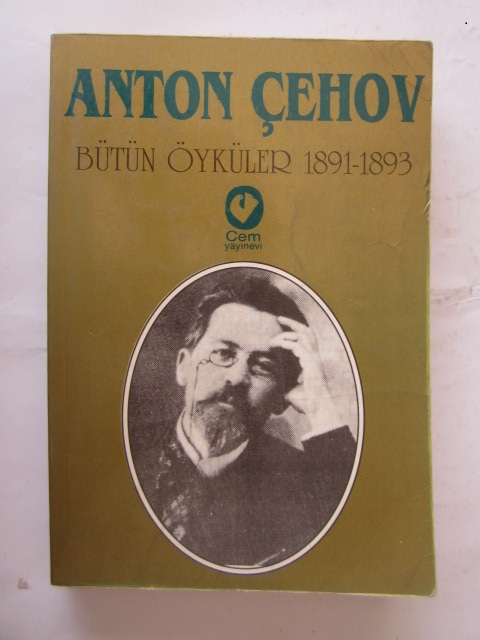 ANTON ÇEHOV
BÜTÜN ÖYKÜLER 1891-1893
Cem
yayınevi